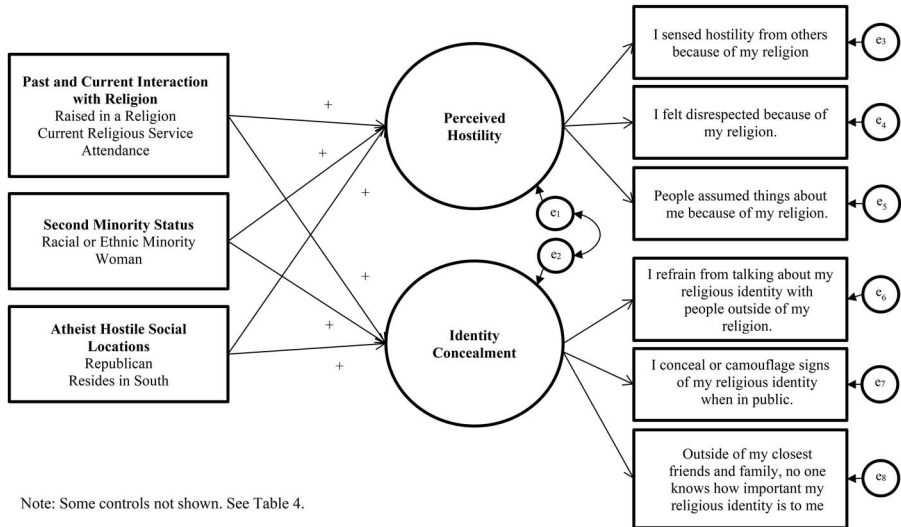 Past and Current Interaction
with Religion
Raised in a Religion
Current Religious Service
Attendance
Second Minority Status
Racial or Ethnic Minority
Woman
Atheist Hostile Social
Locations
Republican
Resides in South
+
+
+
+
+
+
Perceived
Hostility
e1
e2
Identity
Concealment
I sensed hostility from others
because of my religion
e3
I felt disrespected because of
my religion.
e4
People assumed things about
me because of my religion.
e5
I refrain from talking about my
religious identity with
people outside of my
religion.
e6
I conceal or camouflage signs
of my religious identity
when in public.
e7
Outside of my closest
friends and family, no one
knows how important my
religious identity is to me
e8
Note: Some controls not shown. See Table 4.